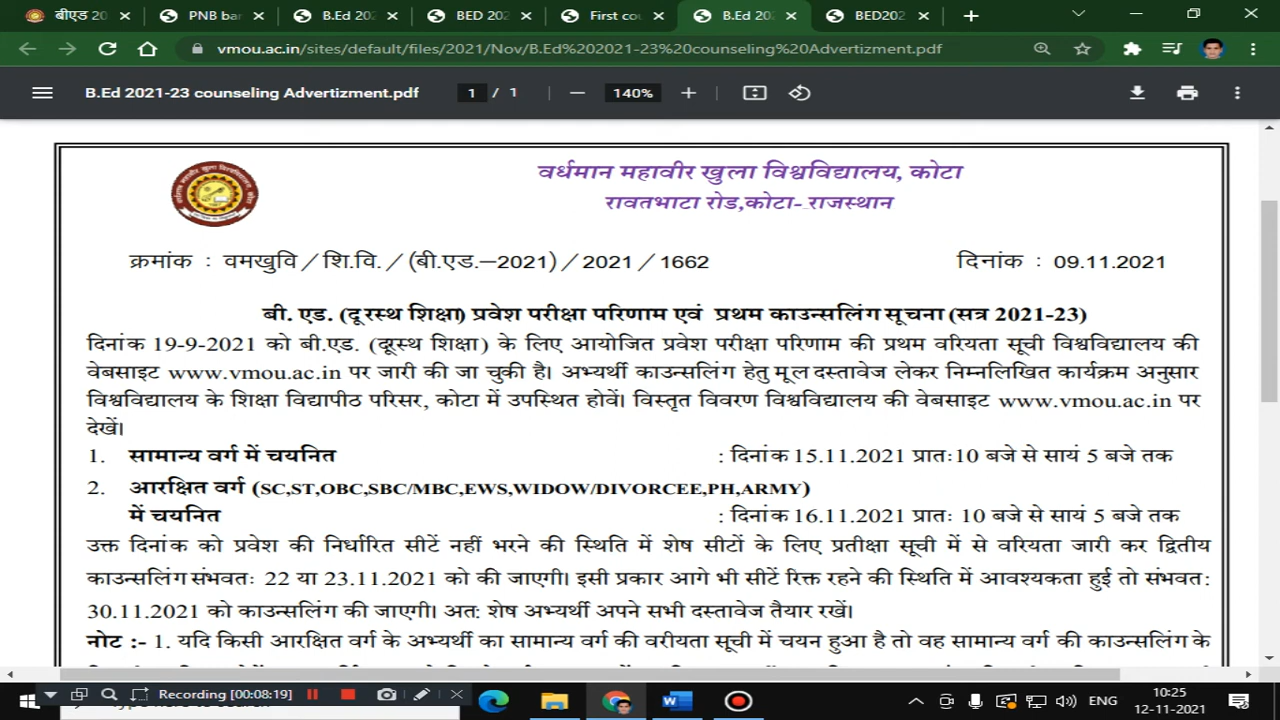 बीएड 20
PNB bar
B.Ed 202
BED 202
First cou
B.Ed 202
BED202
vmou.ac.in/sites/default/files/2021/Nov/B.Ed%202021-23%20counseling%20Advertizment.pdf
B.Ed 2021-23 counseling Advertizment.pdf
1 / 1
140%
वर्धमान महावीर खुला विश्वविद्यालय, कोटा
रावतभाटा रोड,कोटा-राजस्थान
क्रमांक : वमखुवि/शि.वि./(बी.एड.–2021)/2021/1662 दिनांक : 09.11.2021
बी. एड. (दूरस्थ शिक्षा) प्रवेश परीक्षा परिणाम एवं प्रथम काउन्सलिंग सूचना (सत्र 2021-23)
दिनांक 19-9-2021 को बी.एड. (दूरस्थ शिक्षा) के लिए आयोजित प्रवेश परीक्षा परिणाम की प्रथम वरियता सूची विश्वविद्यालय की
वेबसाइट www.vmou.ac.in पर जारी की जा चुकी है। अभ्यर्थी काउन्सलिंग हेतु मूल दस्तावेज लेकर निम्नलिखित कार्यक्रम अनुसार
विश्वविद्यालय के शिक्षा विद्यापीठ परिसर, कोटा में उपस्थित होवें। विस्तृत विवरण विश्वविद्यालय की वेबसाइट www.vmou.ac.in पर
देखें।
1. सामान्य वर्ग में चयनित : दिनांक 15.11.2021 प्रातः10 बजे से सायं 5 बजे तक
2. आरक्षित वर्ग (SC,ST,OBC,SBC/MBC,EWS,WIDOW/DIVORCEE,PH,ARMY)
में चयनित : दिनांक 16.11.2021 प्रातः 10 बजे से सायं 5 बजे तक
उक्त दिनांक को प्रवेश की निर्धारित सीटें नहीं भरने की स्थिति में शेष सीटों के लिए प्रतीक्षा सूची में से वरियता जारी कर द्वितीय
काउन्सलिंग संभवतः 22 या 23.11.2021 को की जाएगी। इसी प्रकार आगे भी सीटें रिक्त रहने की स्थिति में आवश्यकता हुई तो संभवतः
30.11.2021 को काउन्सलिंग की जाएगी। अतः शेष अभ्यर्थी अपने सभी दस्तावेज तैयार रखें।
नोट :- 1. यदि किसी आरक्षित वर्ग के अभ्यर्थी का सामान्य वर्ग की वरीयता सूची में चयन हुआ है तो वह सामान्य वर्ग की काउन्सलिंग के
Recording [00:08:19]
ENG
10:25
12-11-2021